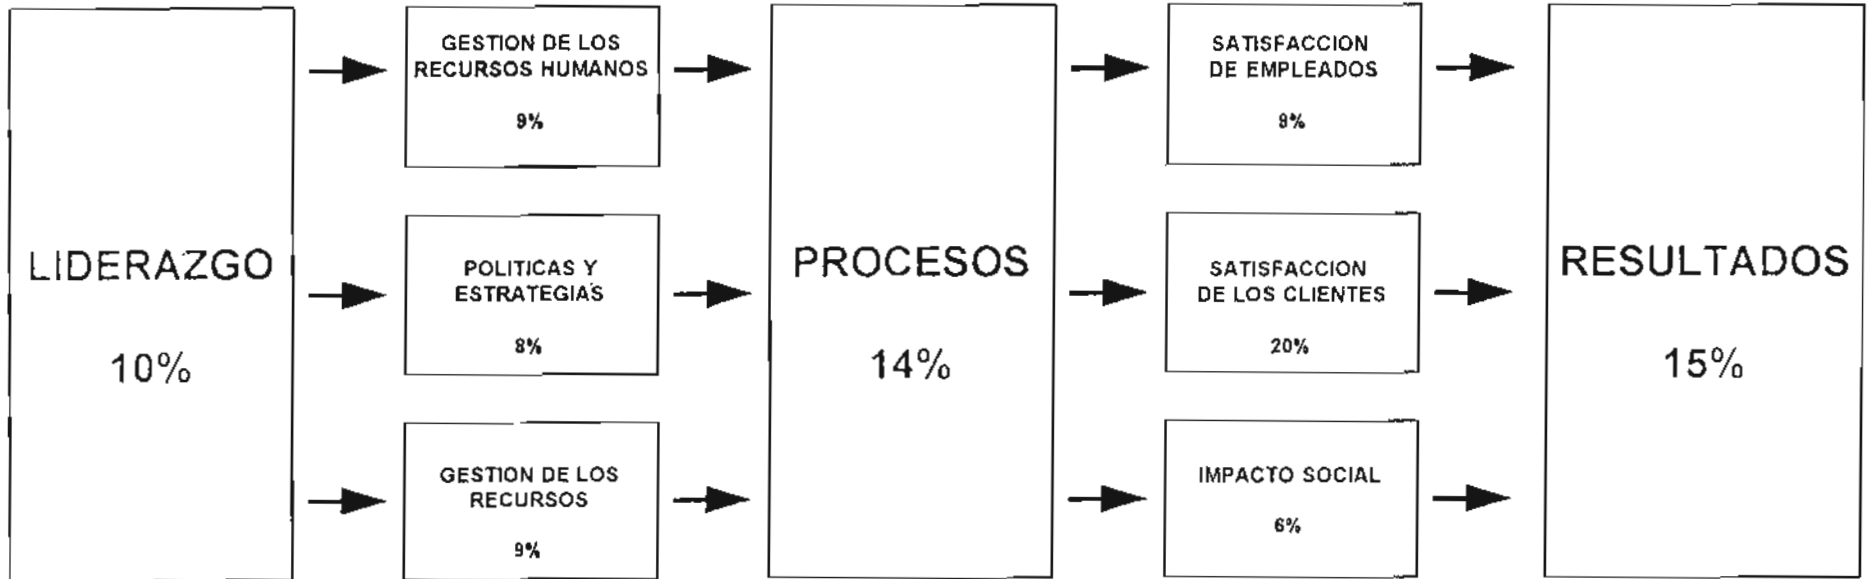 LIDERAZGO
10%
GESTION DE LOS
RECURSOS HUMANOS
9%
POLITICAS Y
ESTRATEGIAS
8%
GESTION DE LOS
RECURSOS
9%
PROCESOS
14%
SATISFACCION
DE EMPLEADOS
9%
SATISFACCION
DE LOS CLIENTES
20%
IMPACTO SOCIAL
6%
RESULTADOS
15%